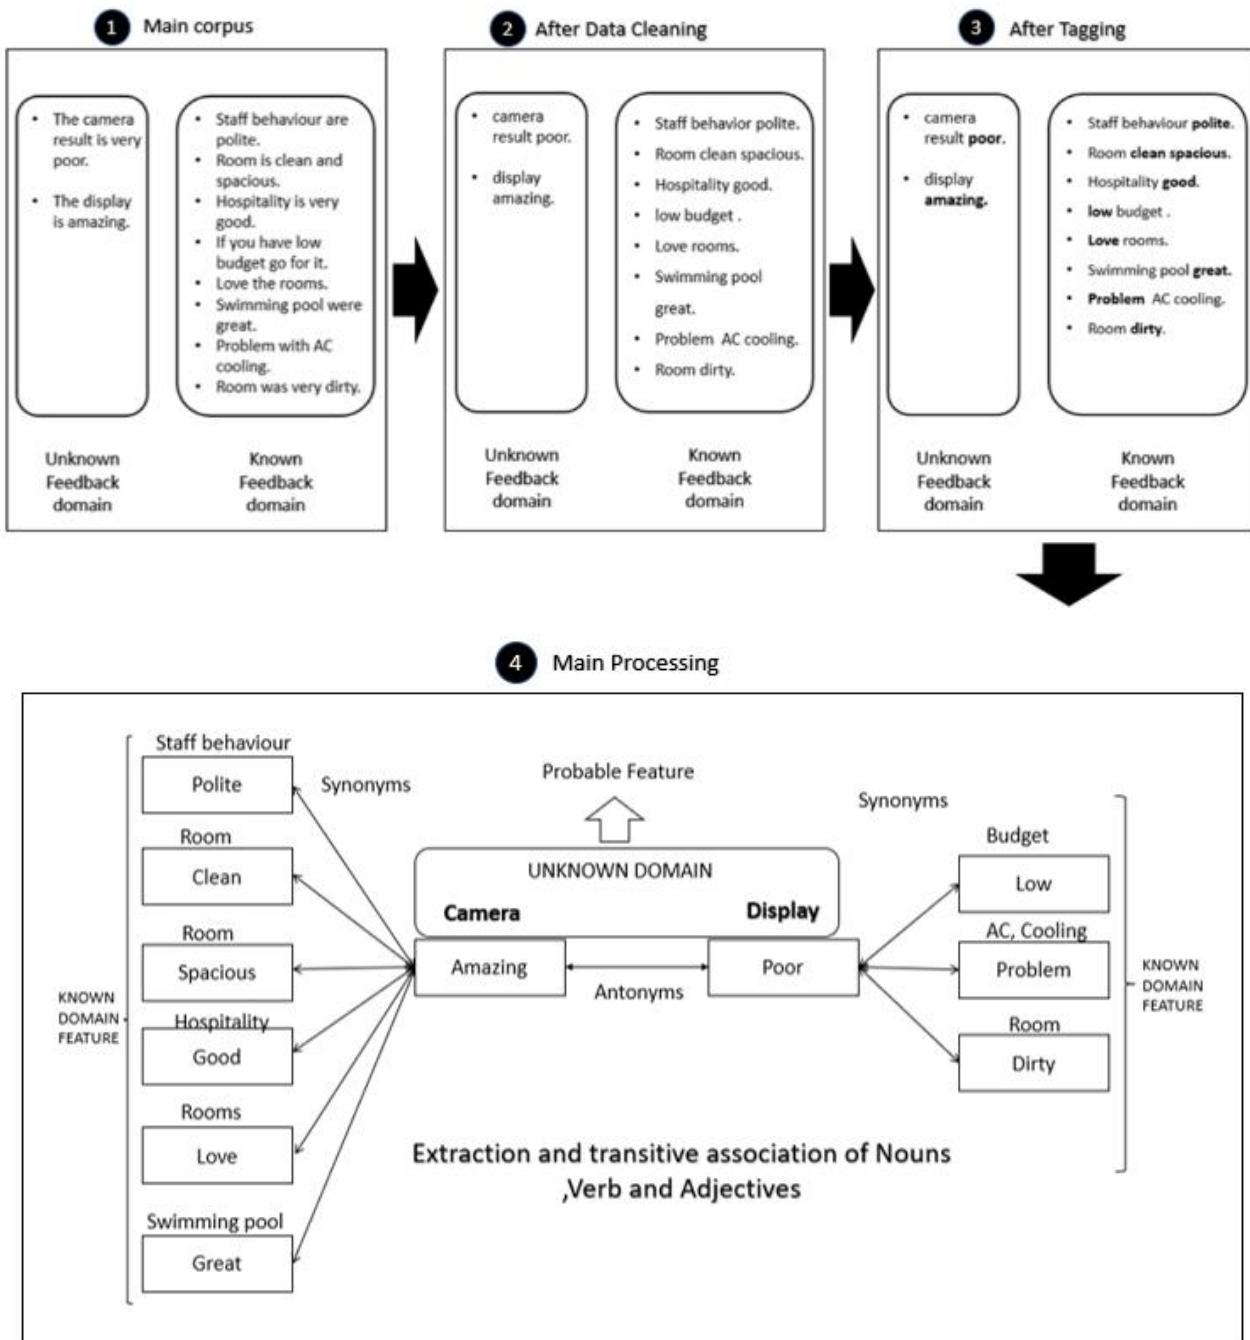 1 Main corpus
• The camera
result is very
poor.
• The display
is amazing.
• Staff behaviour are
polite.
• Room is clean and
spacious.
• Hospitality is very
good.
• If you have low
budget go for it.
• Love the rooms.
• Swimming pool were
great.
• Problem with AC
cooling.
• Room was very dirty.
Unknown
Feedback
domain
Known
Feedback
domain
2 After Data Cleaning
• camera
result poor.
• display
amazing.
• Staff behavior polite.
• Room clean spacious.
• Hospitality good.
• low budget .
• Love rooms.
• Swimming pool
great.
• Problem AC cooling.
• Room dirty.
Unknown
Feedback
domain
Known
Feedback
domain
3 After Tagging
• camera
result poor.
• display
amazing.
• Staff behaviour polite.
• Room clean spacious.
• Hospitality good.
• low budget .
• Love rooms.
• Swimming pool great.
• Problem AC cooling.
• Room dirty.
Unknown
Feedback
domain
Known
Feedback
domain
4 Main Processing
KNOWN
DOMAIN
FEATURE
Staff behaviour
Polite
Room
Clean
Room
Spacious
Hospitality
Good
Rooms
Love
Swimming pool
Great
Synonyms
Probable Feature
UNKNOWN DOMAIN
Camera
Display
Amazing
Poor
Antonyms
Synonyms
Budget
Low
AC, Cooling
Problem
Room
Dirty
KNOWN
DOMAIN
FEATURE
Extraction and transitive association of Nouns
,Verb and Adjectives